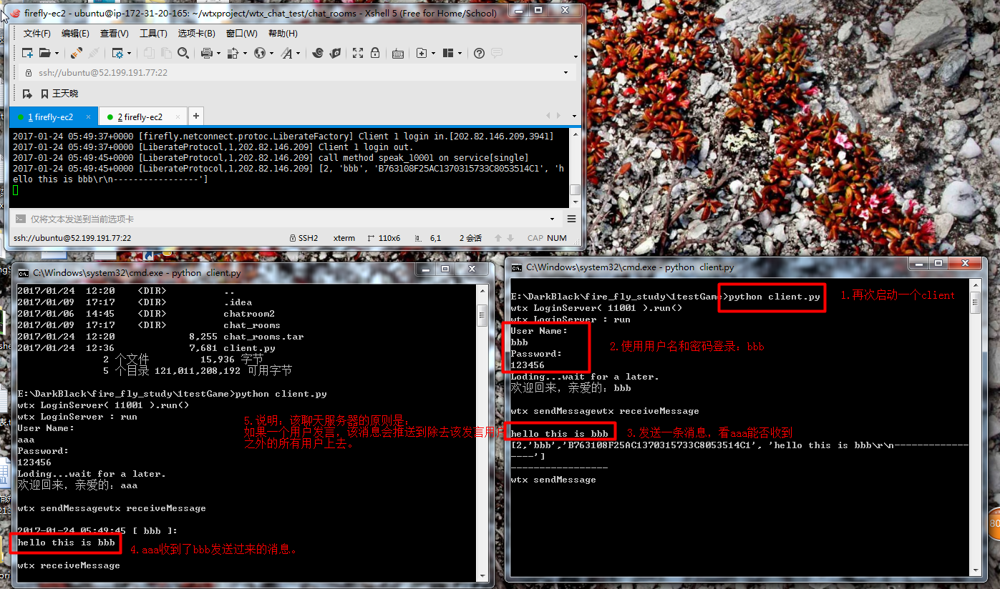 firefly-ec2 - ubuntu@ip-172-31-20-165: ~/wtxproject/wtx_chat_test/chat_rooms - Xshell 5 (Free for Home/School)
文件(F) 编辑(E) 查看(V) 工具(T) 选项卡(B) 窗口(W) 帮助(H)
ssh://ubuntu@52.199.191.77:22
王天晓
1 firefly-ec2 × 2 firefly-ec2 × +
2017-01-24 05:49:37+0000 [firefly.netconnect.protoc.LiberateFactory] Client 1 login in.[202.82.146.209,3941]
2017-01-24 05:49:37+0000 [LiberateProtocol,1,202.82.146.209] Client 1 login out.
2017-01-24 05:49:45+0000 [LiberateProtocol,1,202.82.146.209] call method speak_10001 on service[single]
2017-01-24 05:49:45+0000 [LiberateProtocol,1,202.82.146.209] [2, 'bbb', 'B763108F25AC1370315733C8053514C1', 'h
ello this is bbb\r\n-----------------']
仅将文本发送到当前选项卡
ssh://ubuntu@52.199.191.77:22 SSH2 xterm 110x6 6,1 2 会话 CAP NUM
C:\Windows\system32\cmd.exe - python client.py
2017/01/24 12:20 <DIR> ..
2017/01/09 17:17 <DIR> .idea
2017/01/06 14:45 <DIR> chatroom2
2017/01/09 17:17 <DIR> chat_rooms
2017/01/24 12:20 8,255 chat_rooms.tar
2017/01/24 12:36 7,681 client.py
2 个文件 15,936 字节
5 个目录 121,011,208,192 可用字节
E:\DarkBlack\fire_fly_study\1testGame>python client.py
wtx LoginServer( 11001 ).run()
wtx LoginServer : run
User Name:
aaa
Password:
123456
Loding...wait for a later.
欢迎回来，亲爱的：aaa
wtx sendMessagewtx receiveMessage
2017-01-24 05:49:45 [ bbb ]:
hello this is bbb
wtx receiveMessage
5.说明：该聊天服务器的原则是：
如果一个用户发言，该消息会推送到除去该发言用
之外的所有用户上去。
4.aaa收到了bbb发送过来的消息。
C:\Windows\system32\cmd.exe - python client.py
E:\DarkBlack\fire_fly_study\1testGame>python client.py
wtx LoginServer( 11001 ).run()
wtx LoginServer : run
User Name:
bbb
Password:
123456
Loding...wait for a later.
欢迎回来，亲爱的：bbb
wtx sendMessagewtx receiveMessage
hello this is bbb
[2,'bbb','B763108F25AC1370315733C8053514C1', 'hello this is bbb\r\n-------------
----']
-----------------
wtx sendMessage
1.再次启动一个client
2.使用用户名和密码登录：bbb
3.发送一条消息，看aaa能否收到
80